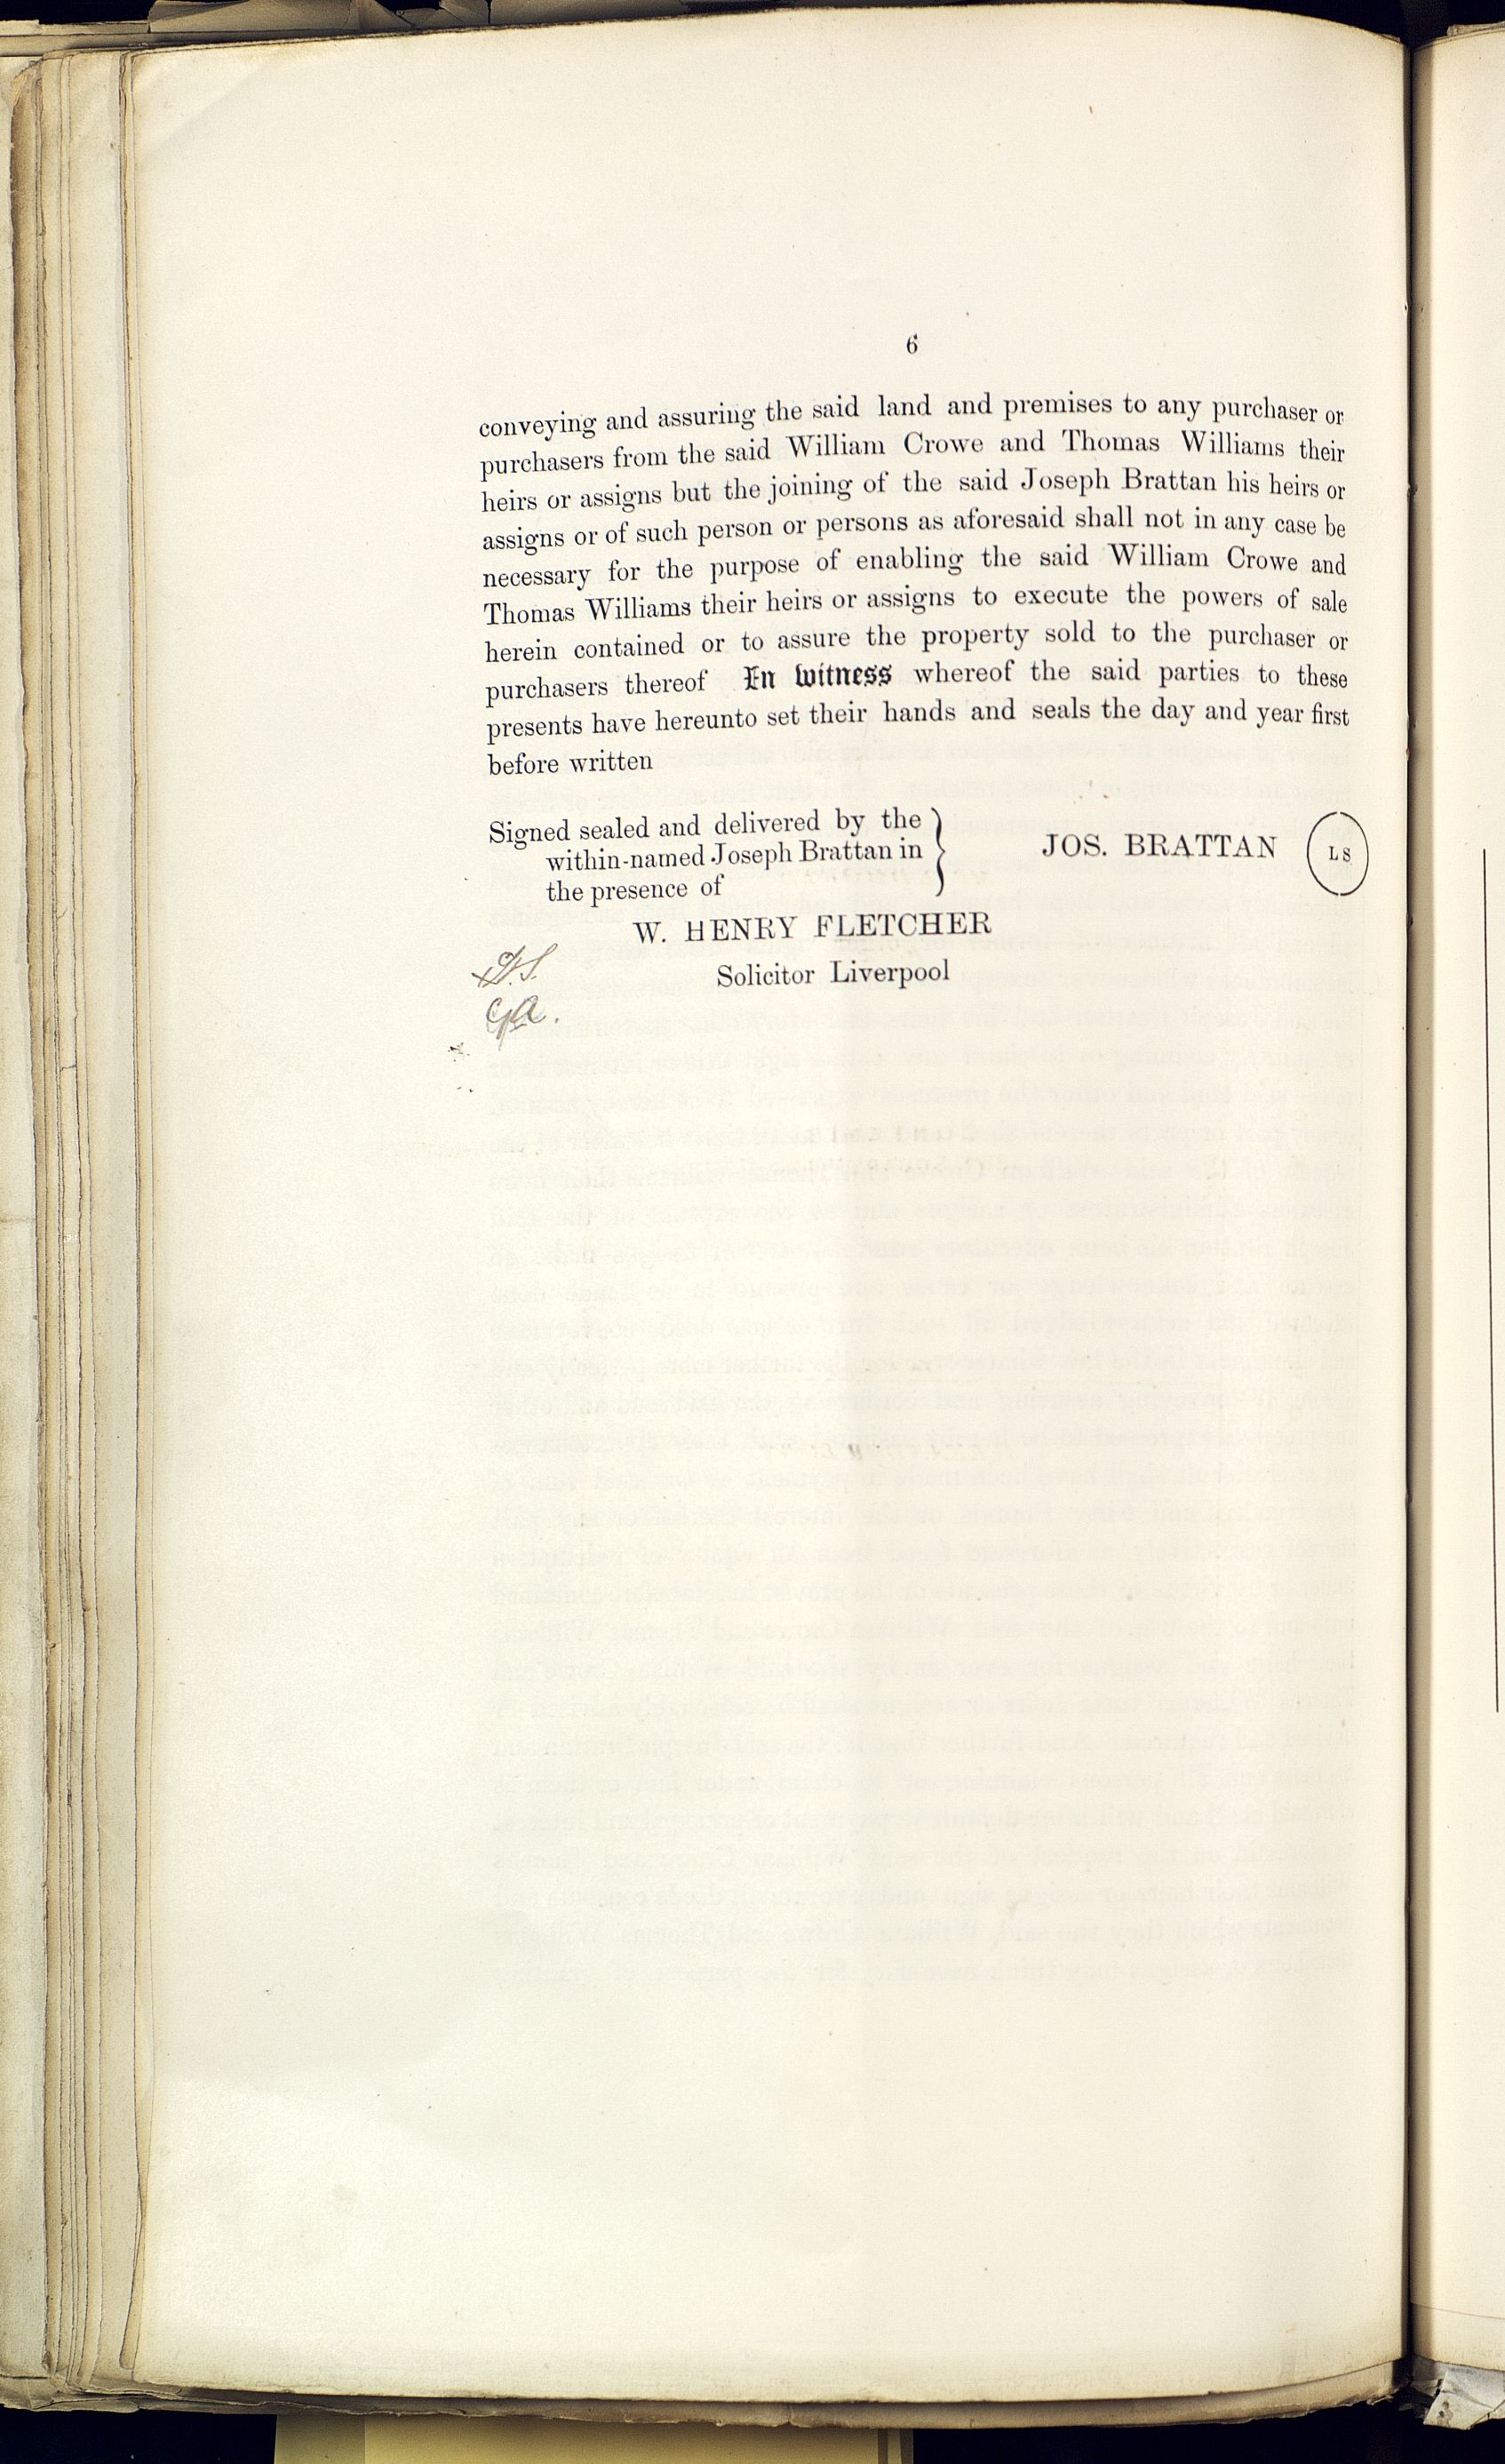 6
conveying and assuring the said land and premises to any purchaser or
purchasers from the said William Crowe and Thomas Williams their
heirs or assigns but the joining of the said Joseph Brattan his heirs or
assigns or of such person or persons as aforesaid shall not in any case be
necessary for the purpose of enabling the said William Crowe and
Thomas Williams their heirs or assigns to execute the powers of sale
herein contained or to assure the property sold to the purchaser or
purchasers thereof In Witness whereof the said parties to these
presents have hereunto set their hands and seals the day and year first
before written
Signed sealed and delivered by the
within-named Joseph Brattan in
the presence of
JOS. BRATTAN LS
W. HENRY FLETCHER
Solicitor Liverpool